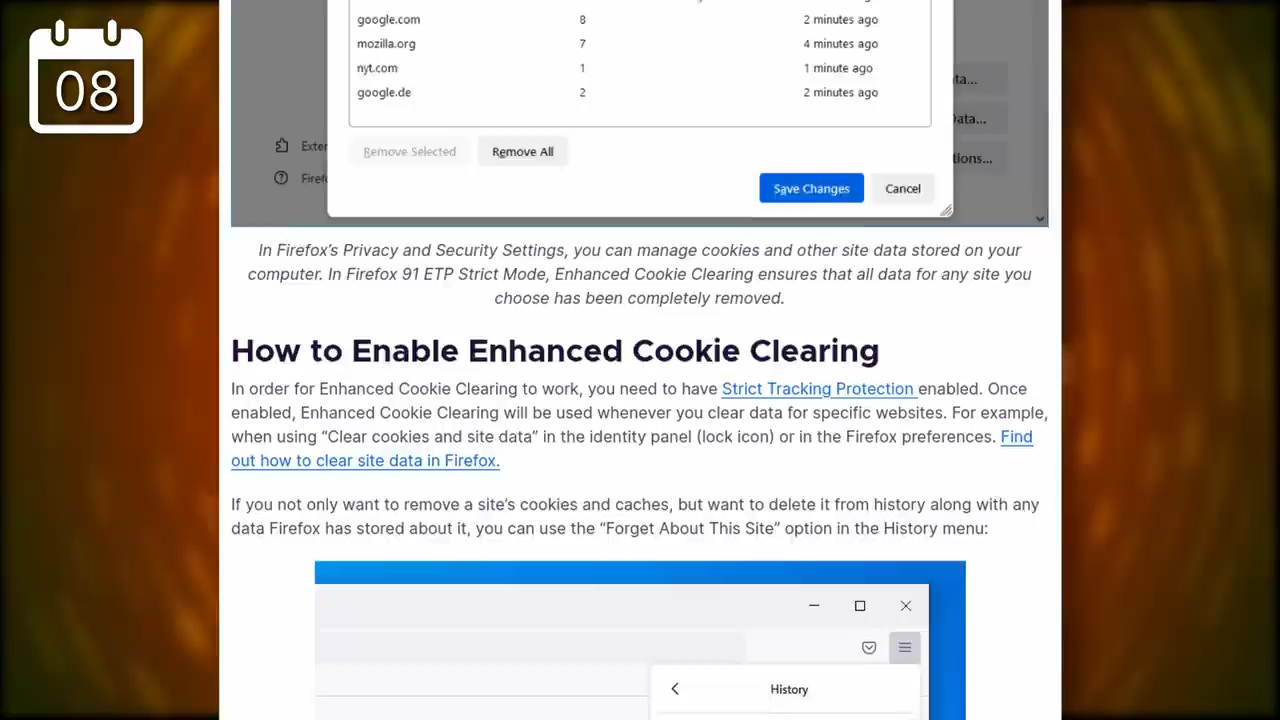 08
google.com 8 2 minutes ago
mozilla.org 7 4 minutes ago
nyt.com 1 1 minute ago
google.de 2 2 minutes ago
ta...
Data...
ions...
Exten
Firefo
Remove Selected Remove All
Save Changes Cancel
In Firefox’s Privacy and Security Settings, you can manage cookies and other site data stored on your
computer. In Firefox 91 ETP Strict Mode, Enhanced Cookie Clearing ensures that all data for any site you
choose has been completely removed.
How to Enable Enhanced Cookie Clearing
In order for Enhanced Cookie Clearing to work, you need to have Strict Tracking Protection enabled. Once
enabled, Enhanced Cookie Clearing will be used whenever you clear data for specific websites. For example,
when using “Clear cookies and site data” in the identity panel (lock icon) or in the Firefox preferences. Find
out how to clear site data in Firefox.
If you not only want to remove a site’s cookies and caches, but want to delete it from history along with any
data Firefox has stored about it, you can use the “Forget About This Site” option in the History menu:
History